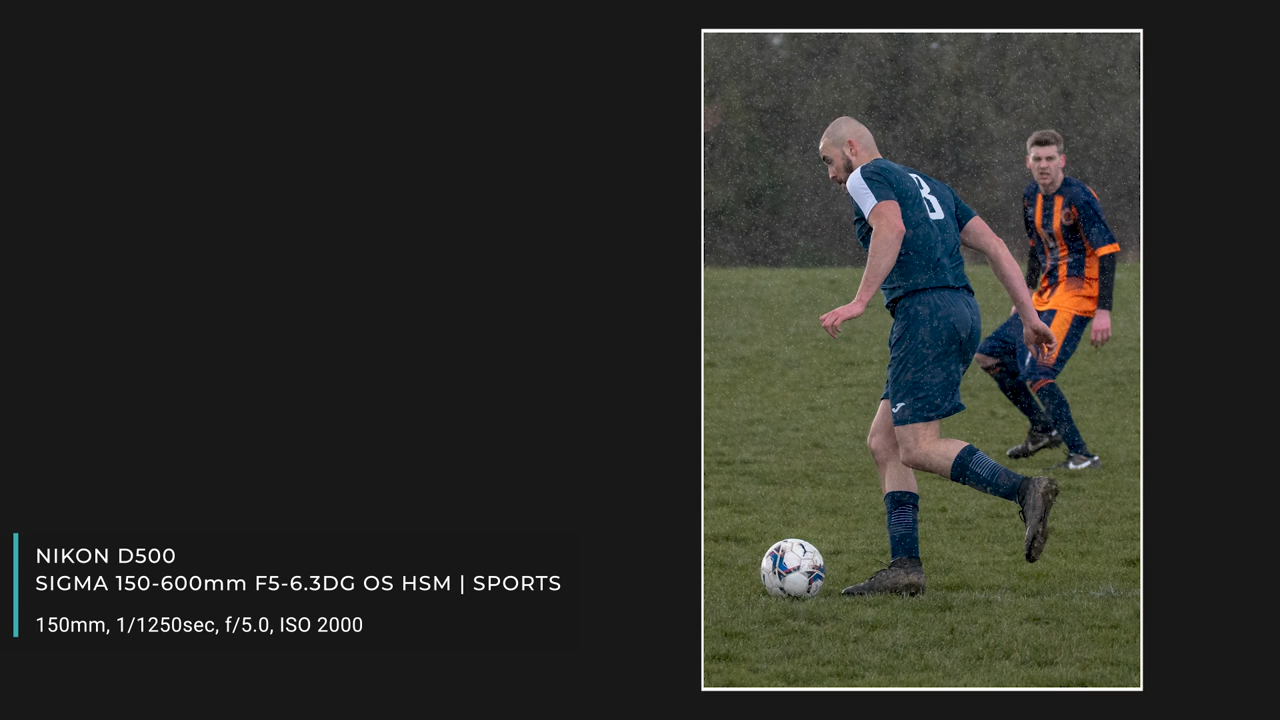 NIKON D500
SIGMA 150-600mm F5-6.3DG OS HSM | SPORTS
150mm, 1/1250sec, f/5.0, ISO 2000